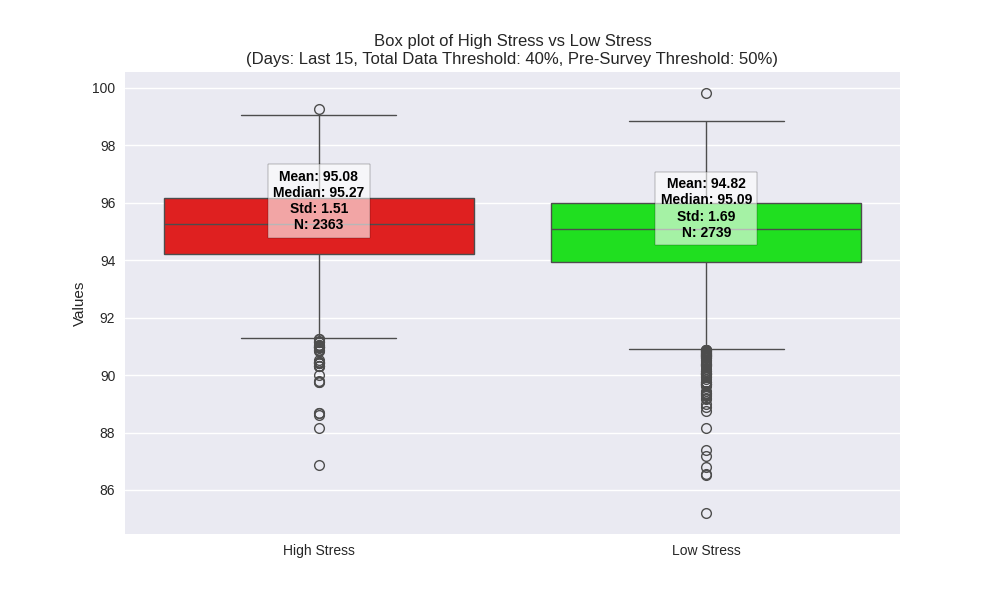 Box plot of High Stress vs Low Stress
(Days: Last 15, Total Data Threshold: 40%, Pre-Survey Threshold: 50%)
Values
100
98
96
94
92
90
88
86
Mean: 95.08
Median: 95.27
Std: 1.51
N: 2363
Mean: 94.82
Median: 95.09
Std: 1.69
N: 2739
High Stress
Low Stress